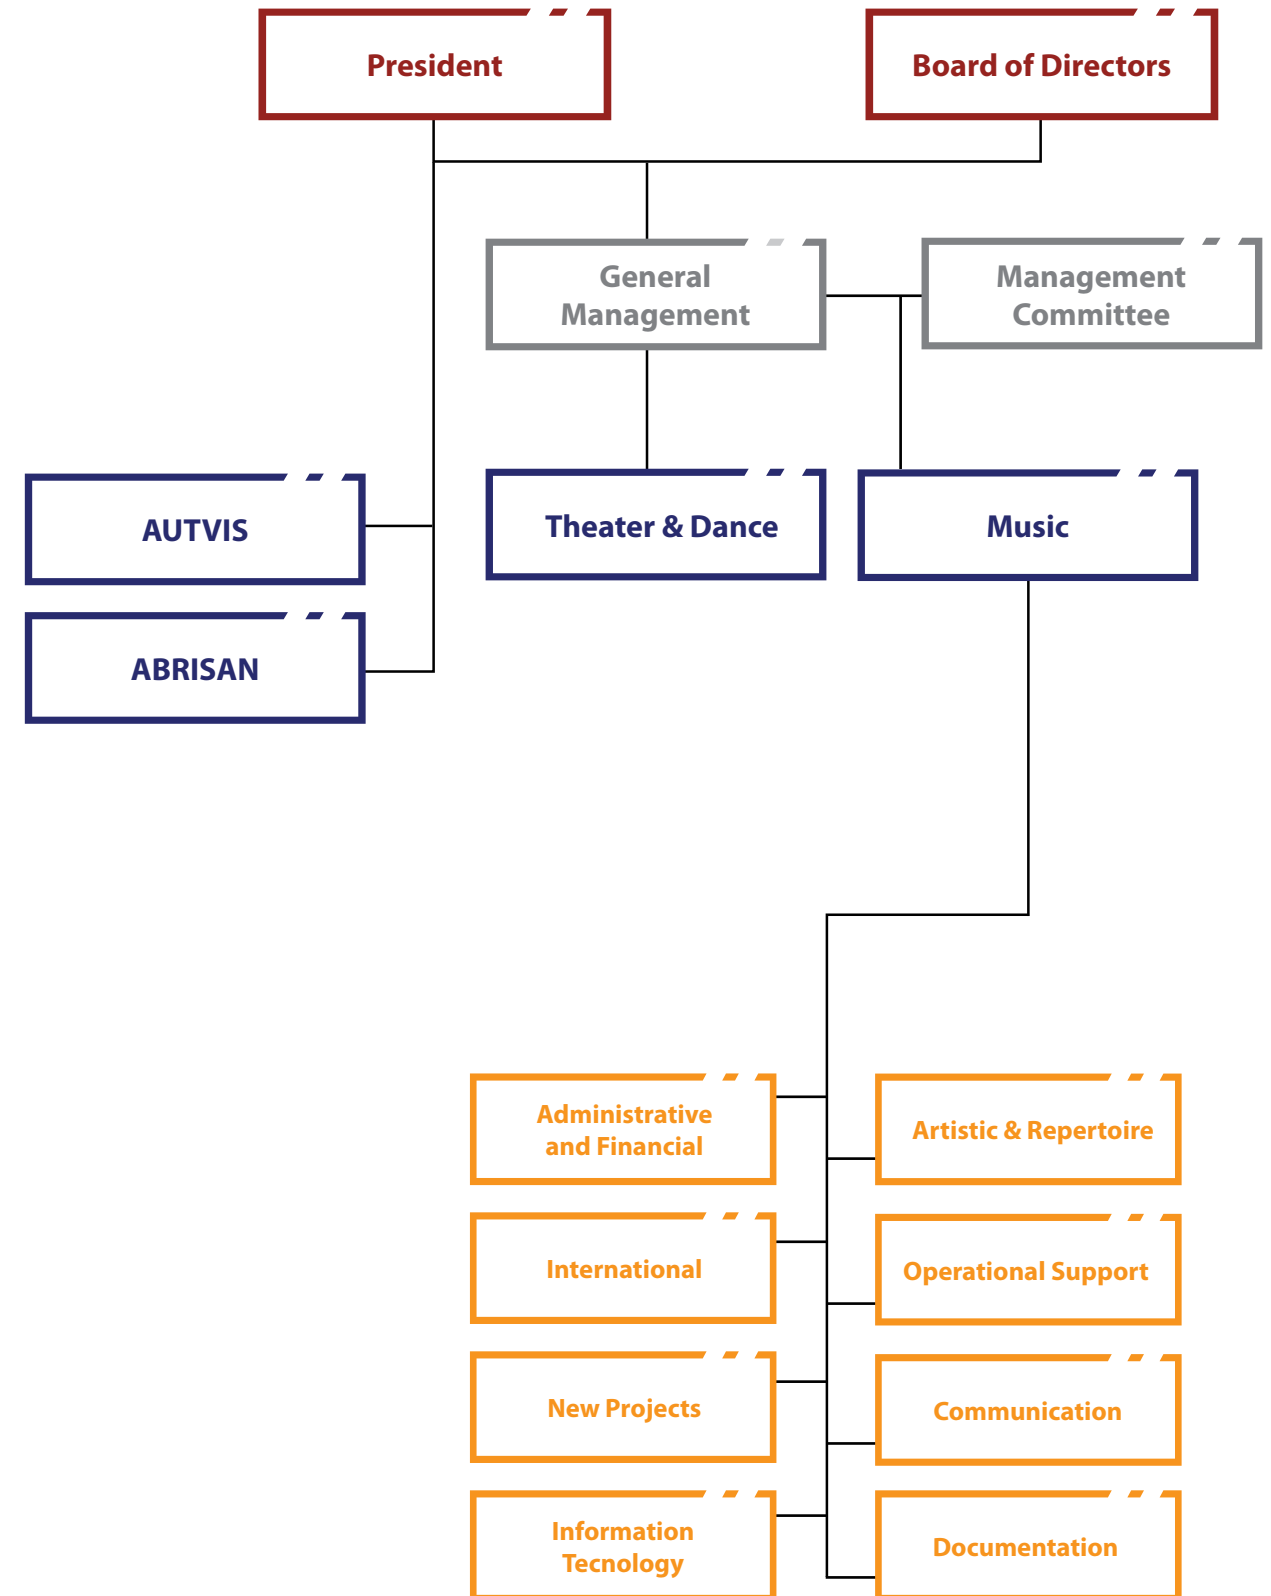 President
Board of Directors
General
Management
Management
Committee
AUTVIS
Theater & Dance
Music
ABRISAN
Administrative
and Financial
Artistic & Repertoire
International
Operational Support
New Projects
Communication
Information
Tecnology
Documentation